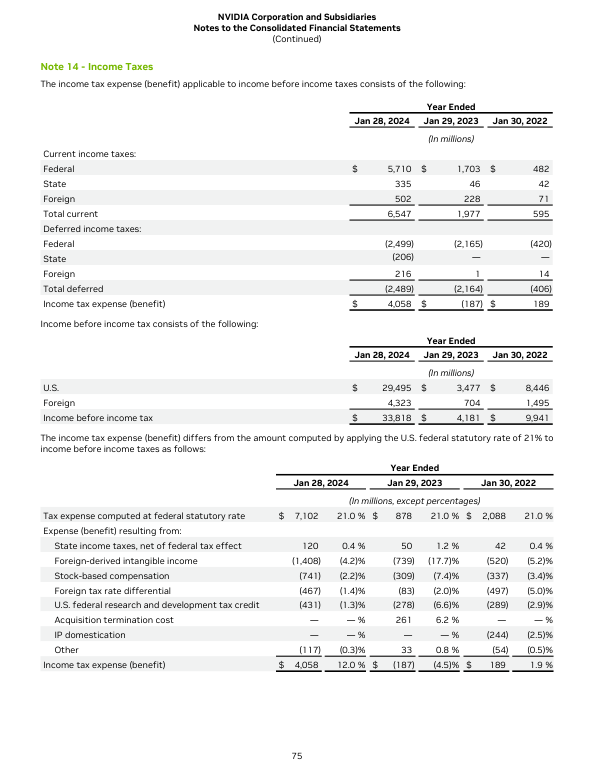 NVIDIA Corporation and Subsidiaries
Notes to the Consolidated Financial Statements
(Continued)
Note 14 - Income Taxes
The income tax expense (benefit) applicable to income before income taxes consists of the following:
Year Ended
Jan 28, 2024 Jan 29, 2023 Jan 30, 2022
(In millions)
Current income taxes:
Federal $ 5,710 $ 1,703 $ 482
State 335 46 42
Foreign 502 228 71
Total current 6,547 1,977 595
Deferred income taxes:
Federal (2,499) (2,165) (420)
State (206) — —
Foreign 216 1 14
Total deferred (2,489) (2,164) (406)
Income tax expense (benefit) $ 4,058 $ (187) $ 189
Income before income tax consists of the following:
Year Ended
Jan 28, 2024 Jan 29, 2023 Jan 30, 2022
(In millions)
U.S. $ 29,495 $ 3,477 $ 8,446
Foreign 4,323 704 1,495
Income before income tax $ 33,818 $ 4,181 $ 9,941
The income tax expense (benefit) differs from the amount computed by applying the U.S. federal statutory rate of 21% to
income before income taxes as follows:
Year Ended
Jan 28, 2024 Jan 29, 2023 Jan 30, 2022
(In millions, except percentages)
Tax expense computed at federal statutory rate $ 7,102 21.0 % $ 878 21.0 % $ 2,088 21.0 %
Expense (benefit) resulting from:
State income taxes, net of federal tax effect 120 0.4 % 50 1.2 % 42 0.4 %
Foreign-derived intangible income (1,408) (4.2)% (739) (17.7)% (520) (5.2)%
Stock-based compensation (741) (2.2)% (309) (7.4)% (337) (3.4)%
Foreign tax rate differential (467) (1.4)% (83) (2.0)% (497) (5.0)%
U.S. federal research and development tax credit (431) (1.3)% (278) (6.6)% (289) (2.9)%
Acquisition termination cost — — % 261 6.2 % — — %
IP domestication — — % — — % (244) (2.5)%
Other (117) (0.3)% 33 0.8 % (54) (0.5)%
Income tax expense (benefit) $ 4,058 12.0 % $ (187) (4.5)% $ 189 1.9 %
75